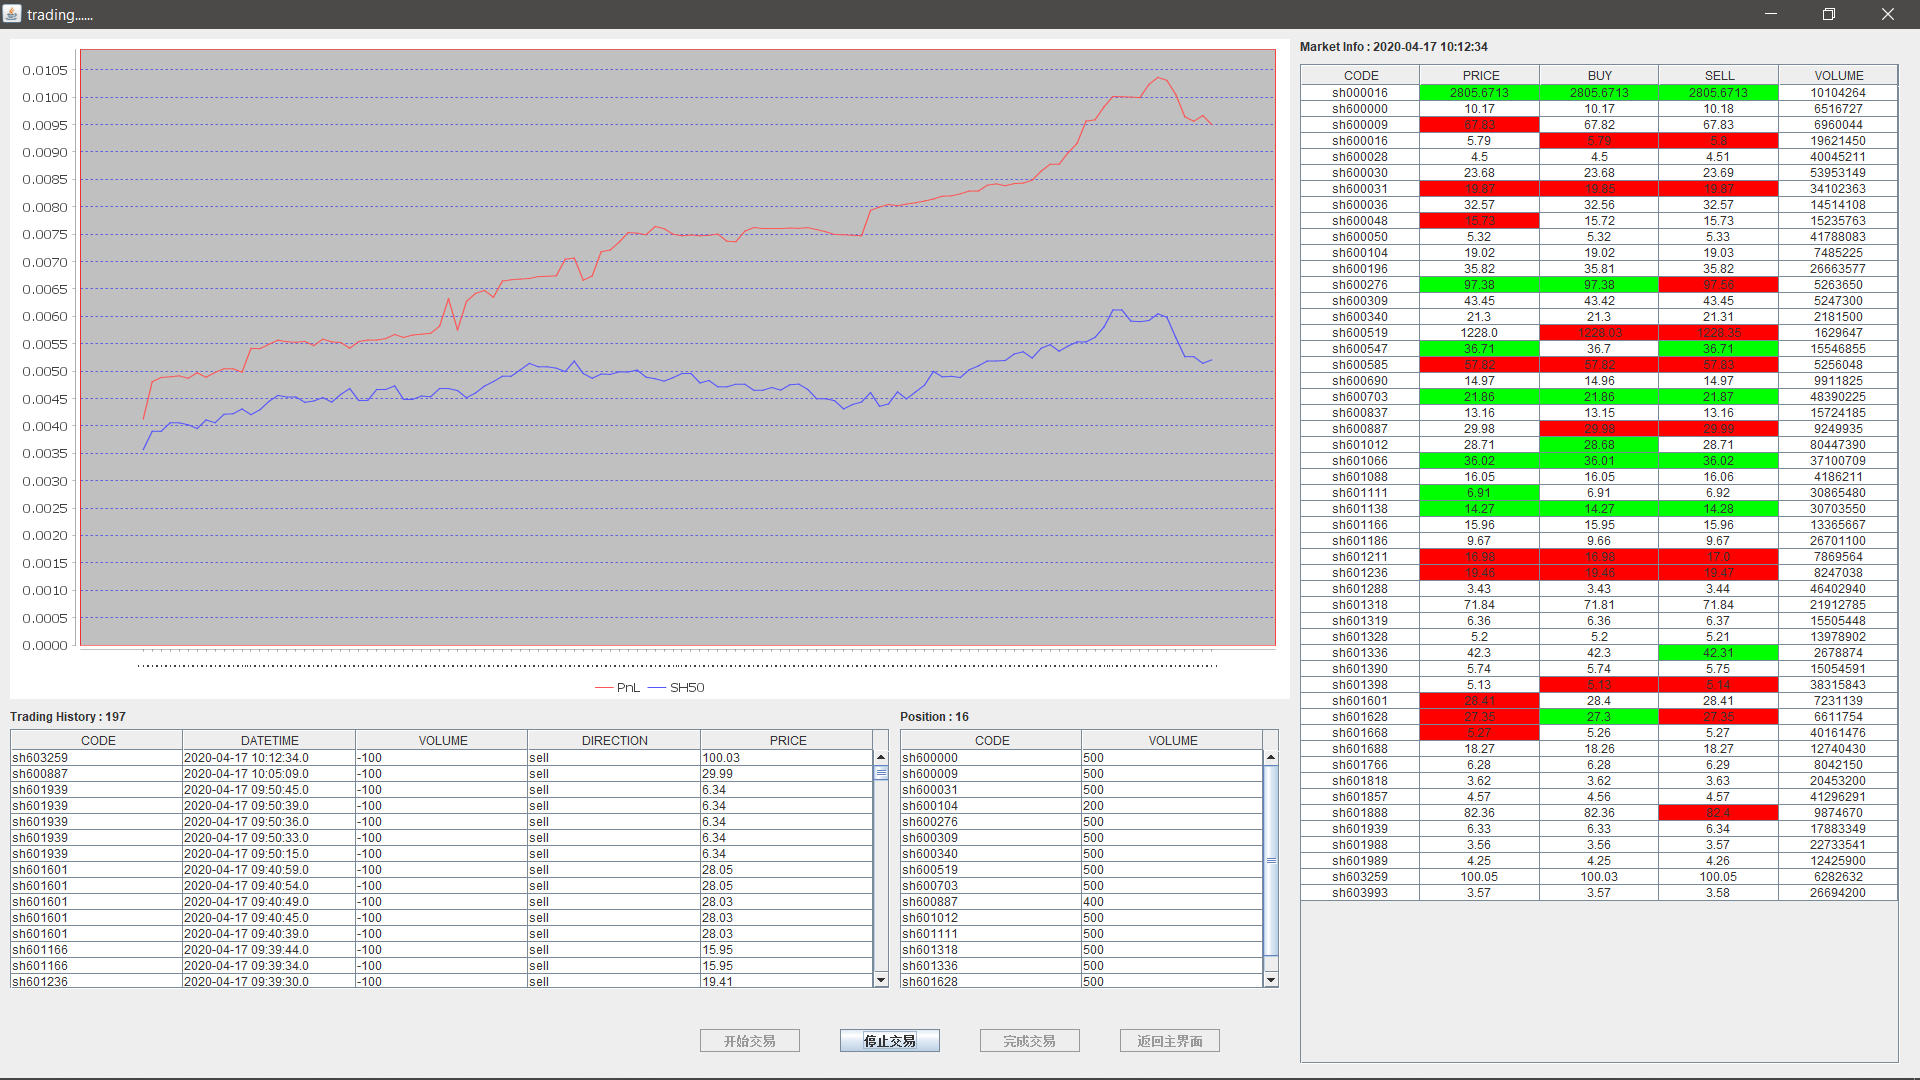 trading......
0.0105
0.0100
0.0095
0.0090
0.0085
0.0080
0.0075
0.0070
0.0065
0.0060
0.0055
0.0050
0.0045
0.0040
0.0035
0.0030
0.0025
0.0020
0.0015
0.0010
0.0005
0.0000
PnL SH50
Trading History : 197
CODE DATETIME VOLUME DIRECTION PRICE
sh603259 2020-04-17 10:12:34.0 -100 sell 100.03
sh600887 2020-04-17 10:05:09.0 -100 sell 29.99
sh601939 2020-04-17 09:50:45.0 -100 sell 6.34
sh601939 2020-04-17 09:50:39.0 -100 sell 6.34
sh601939 2020-04-17 09:50:36.0 -100 sell 6.34
sh601939 2020-04-17 09:50:33.0 -100 sell 6.34
sh601939 2020-04-17 09:50:15.0 -100 sell 6.34
sh601601 2020-04-17 09:40:59.0 -100 sell 28.05
sh601601 2020-04-17 09:40:54.0 -100 sell 28.05
sh601601 2020-04-17 09:40:49.0 -100 sell 28.03
sh601601 2020-04-17 09:40:45.0 -100 sell 28.03
sh601601 2020-04-17 09:40:39.0 -100 sell 28.03
sh601166 2020-04-17 09:39:44.0 -100 sell 15.95
sh601166 2020-04-17 09:39:34.0 -100 sell 15.95
sh601236 2020-04-17 09:39:30.0 -100 sell 19.41
Position : 16
CODE VOLUME
sh600000 500
sh600009 500
sh600031 500
sh600104 200
sh600276 500
sh600309 500
sh600340 500
sh600519 500
sh600703 500
sh600887 400
sh601012 500
sh601111 500
sh601318 500
sh601336 500
sh601628 500
开始交易 停止交易 完成交易 返回主界面
Market Info : 2020-04-17 10:12:34
CODE PRICE BUY SELL VOLUME
sh000016 2805.6713 2805.6713 2805.6713 10104264
sh600000 10.17 10.17 10.18 6516727
sh600009 67.83 67.82 67.83 6960044
sh600016 5.79 5.79 5.8 19621450
sh600028 4.5 4.5 4.51 40045211
sh600030 23.68 23.68 23.69 53953149
sh600031 19.87 19.85 19.87 34102363
sh600036 32.57 32.56 32.57 14514108
sh600048 15.73 15.72 15.73 15235763
sh600050 5.32 5.32 5.33 41788083
sh600104 19.02 19.02 19.03 7485225
sh600196 35.82 35.81 35.82 26663577
sh600276 97.38 97.38 97.56 5263650
sh600309 43.45 43.42 43.45 5247300
sh600340 21.3 21.3 21.31 2181500
sh600519 1228.0 1228.03 1228.35 1629647
sh600547 36.71 36.7 36.71 15546855
sh600585 57.82 57.82 57.83 5256048
sh600690 14.97 14.96 14.97 9911825
sh600703 21.86 21.86 21.87 48390225
sh600837 13.16 13.15 13.16 15724185
sh600887 29.98 29.98 29.99 9249935
sh601012 28.71 28.68 28.71 80447390
sh601066 36.02 36.01 36.02 37100709
sh601088 16.05 16.05 16.06 4186211
sh601111 6.91 6.91 6.92 30865480
sh601138 14.27 14.27 14.28 30703550
sh601166 15.96 15.95 15.96 13365667
sh601186 9.67 9.66 9.67 26701100
sh601211 16.98 16.98 17.0 7869564
sh601236 19.46 19.46 19.47 8247038
sh601288 3.43 3.43 3.44 46402940
sh601318 71.84 71.81 71.84 21912785
sh601319 6.36 6.36 6.37 15505448
sh601328 5.2 5.2 5.21 13978902
sh601336 42.3 42.3 42.31 2678874
sh601390 5.74 5.74 5.75 15054591
sh601398 5.13 5.13 5.14 38315843
sh601601 28.41 28.4 28.41 7231139
sh601628 27.35 27.3 27.35 6611754
sh601668 5.27 5.26 5.27 40161476
sh601688 18.27 18.26 18.27 12740430
sh601766 6.28 6.28 6.29 8042150
sh601818 3.62 3.62 3.63 20453200
sh601857 4.57 4.56 4.57 41296291
sh601888 82.36 82.36 82.4 9874670
sh601939 6.33 6.33 6.34 17883349
sh601988 3.56 3.56 3.57 22733541
sh601989 4.25 4.25 4.26 12425900
sh603259 100.05 100.03 100.05 6282632
sh603993 3.57 3.57 3.58 26694200